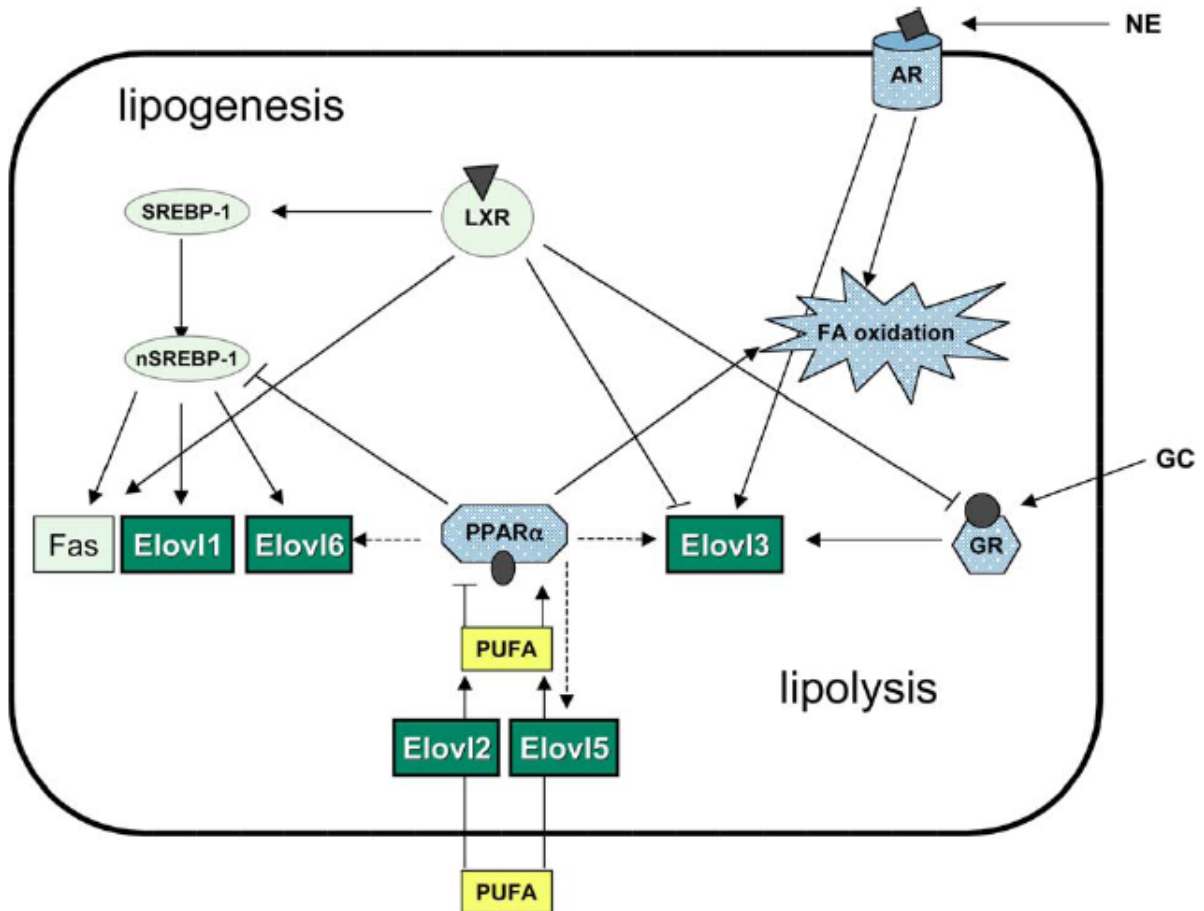 NE
AR
lipogenesis
SREBP-1
LXR
nSREBP-1
FA oxidation
GC
Fas
Elovl1
Elovl6
PPARα
Elovl3
GR
PUFA
lipolysis
Elovl2
Elovl5
PUFA